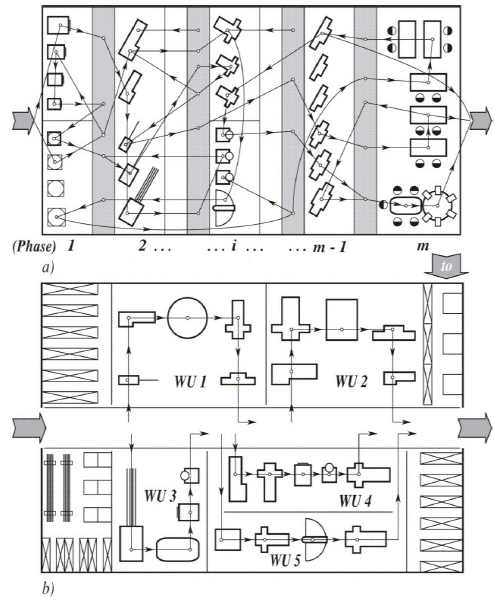 (Phase) 1 2 ... ... i ... ... m - 1 m
a) to
WU 1 WU 2
WU 3 WU 4
WU 5
b)